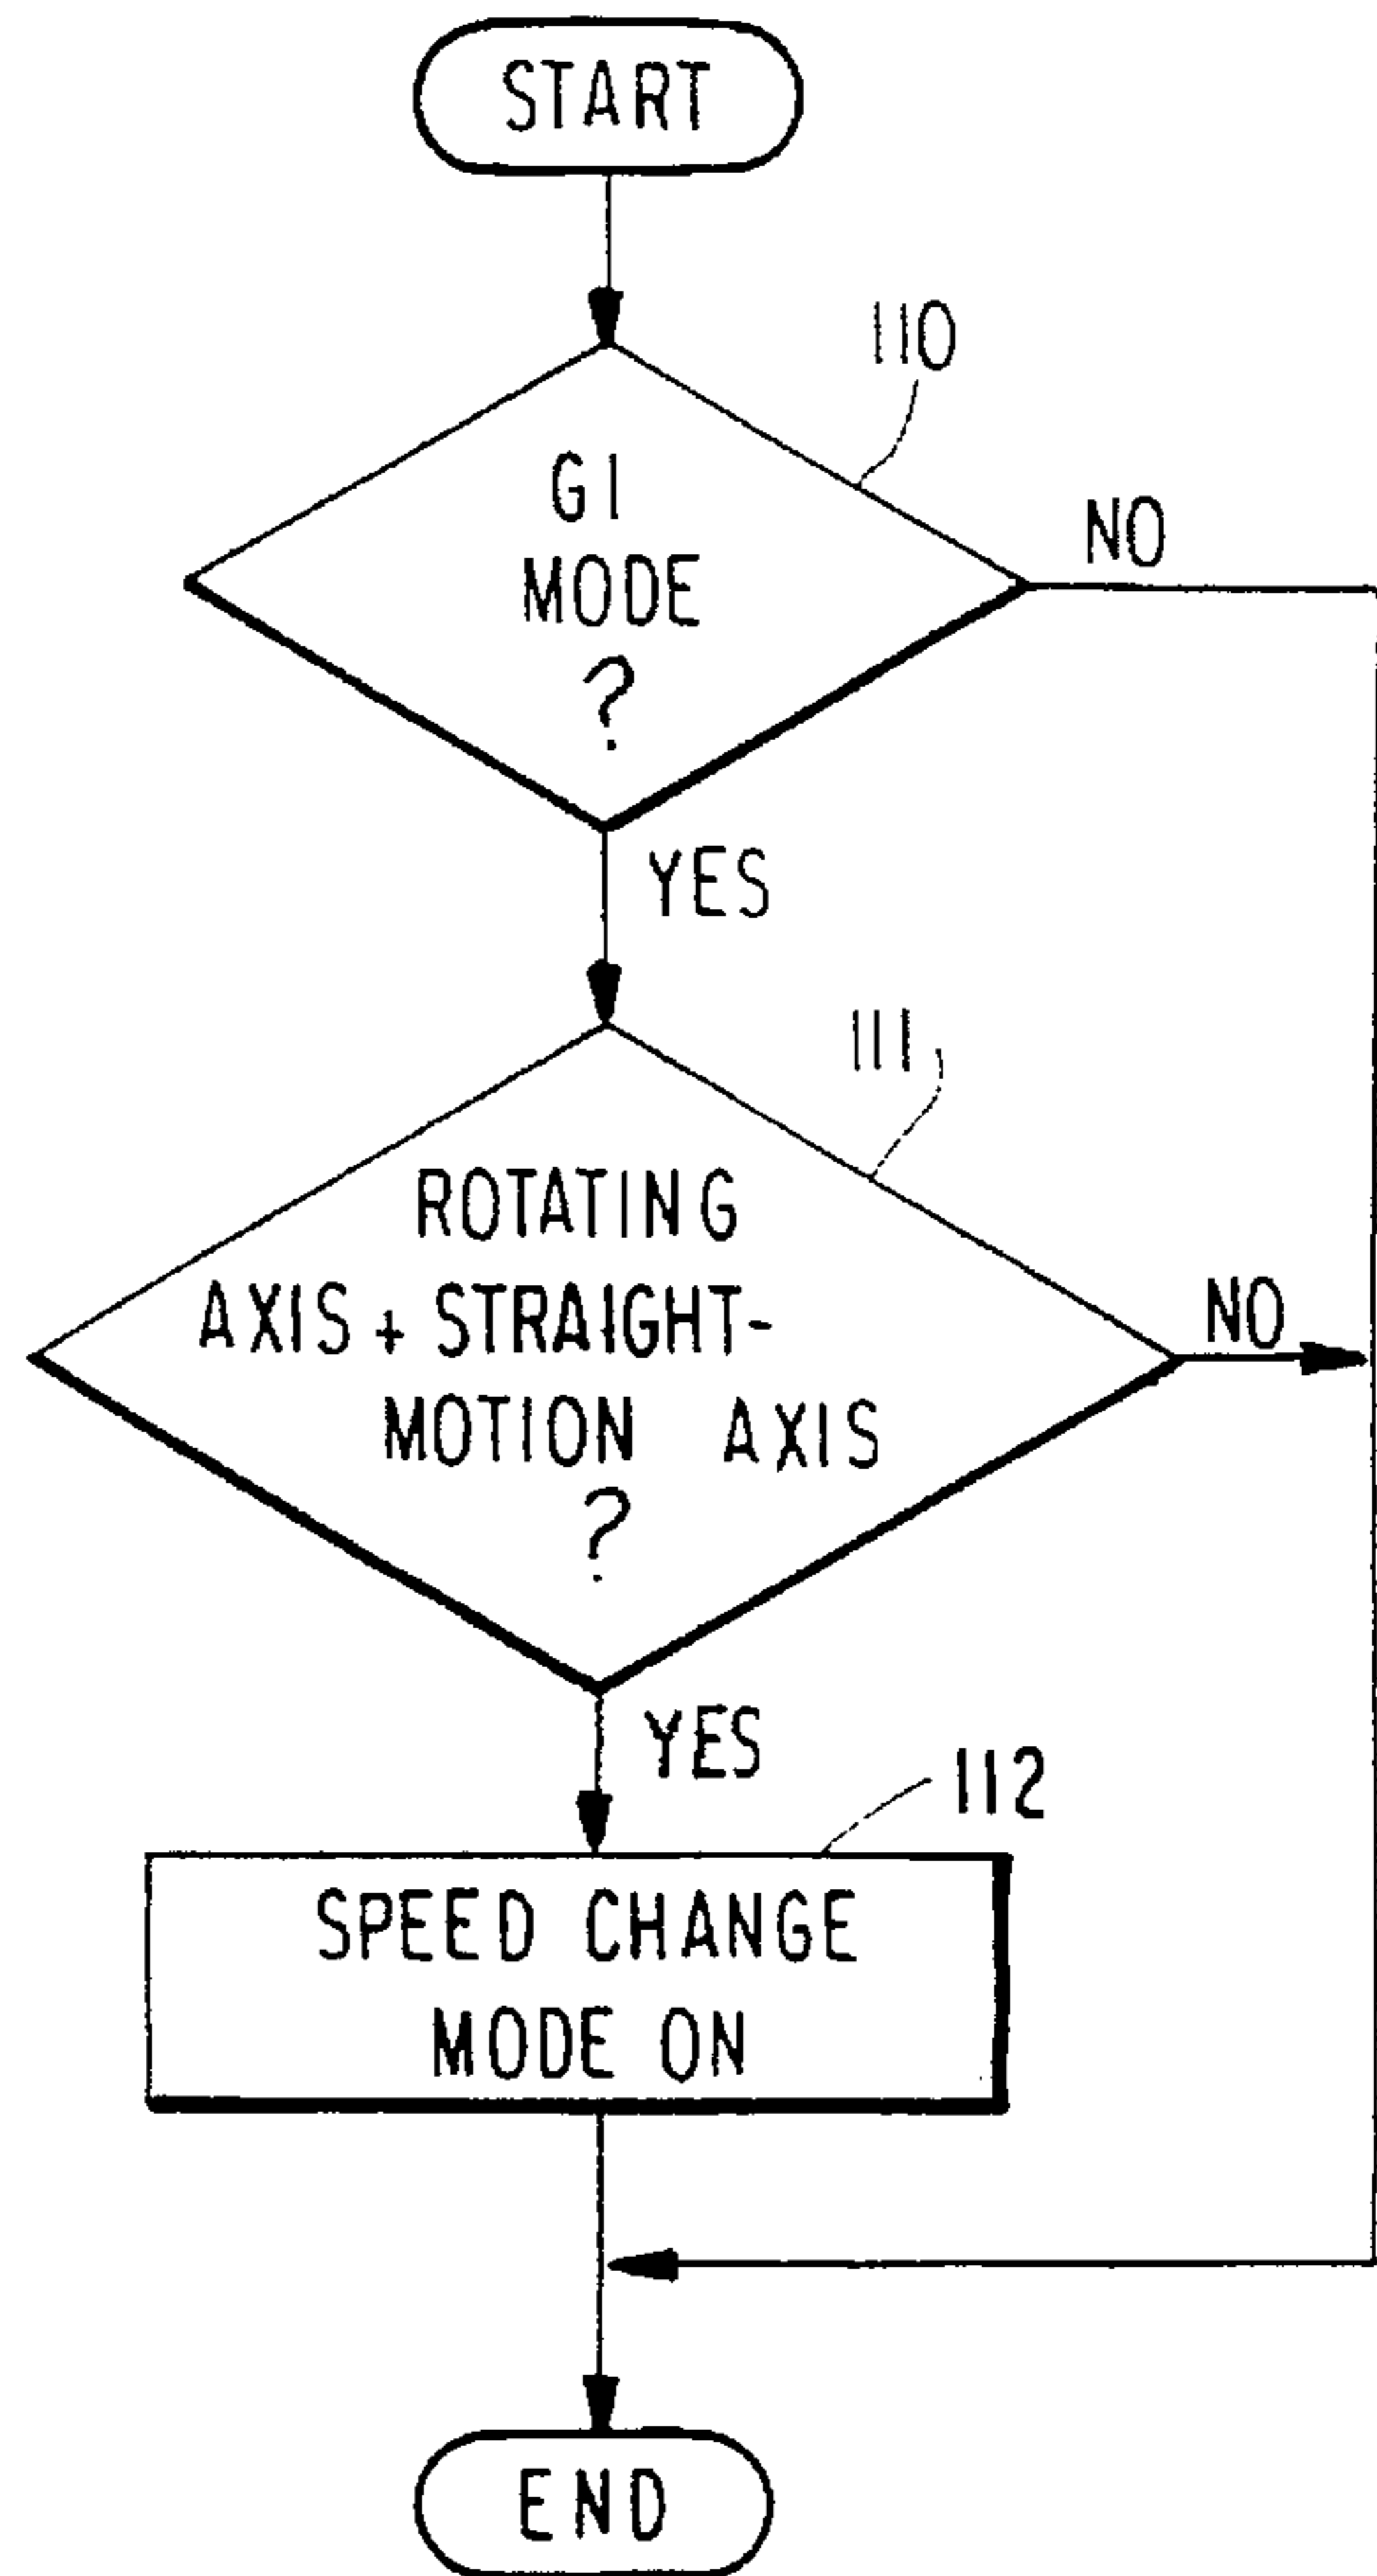 START
110
G1
MODE
?
NO
YES
111
ROTATING
AXIS + STRAIGHT-
MOTION AXIS
?
NO
YES
112
SPEED CHANGE
MODE ON
END